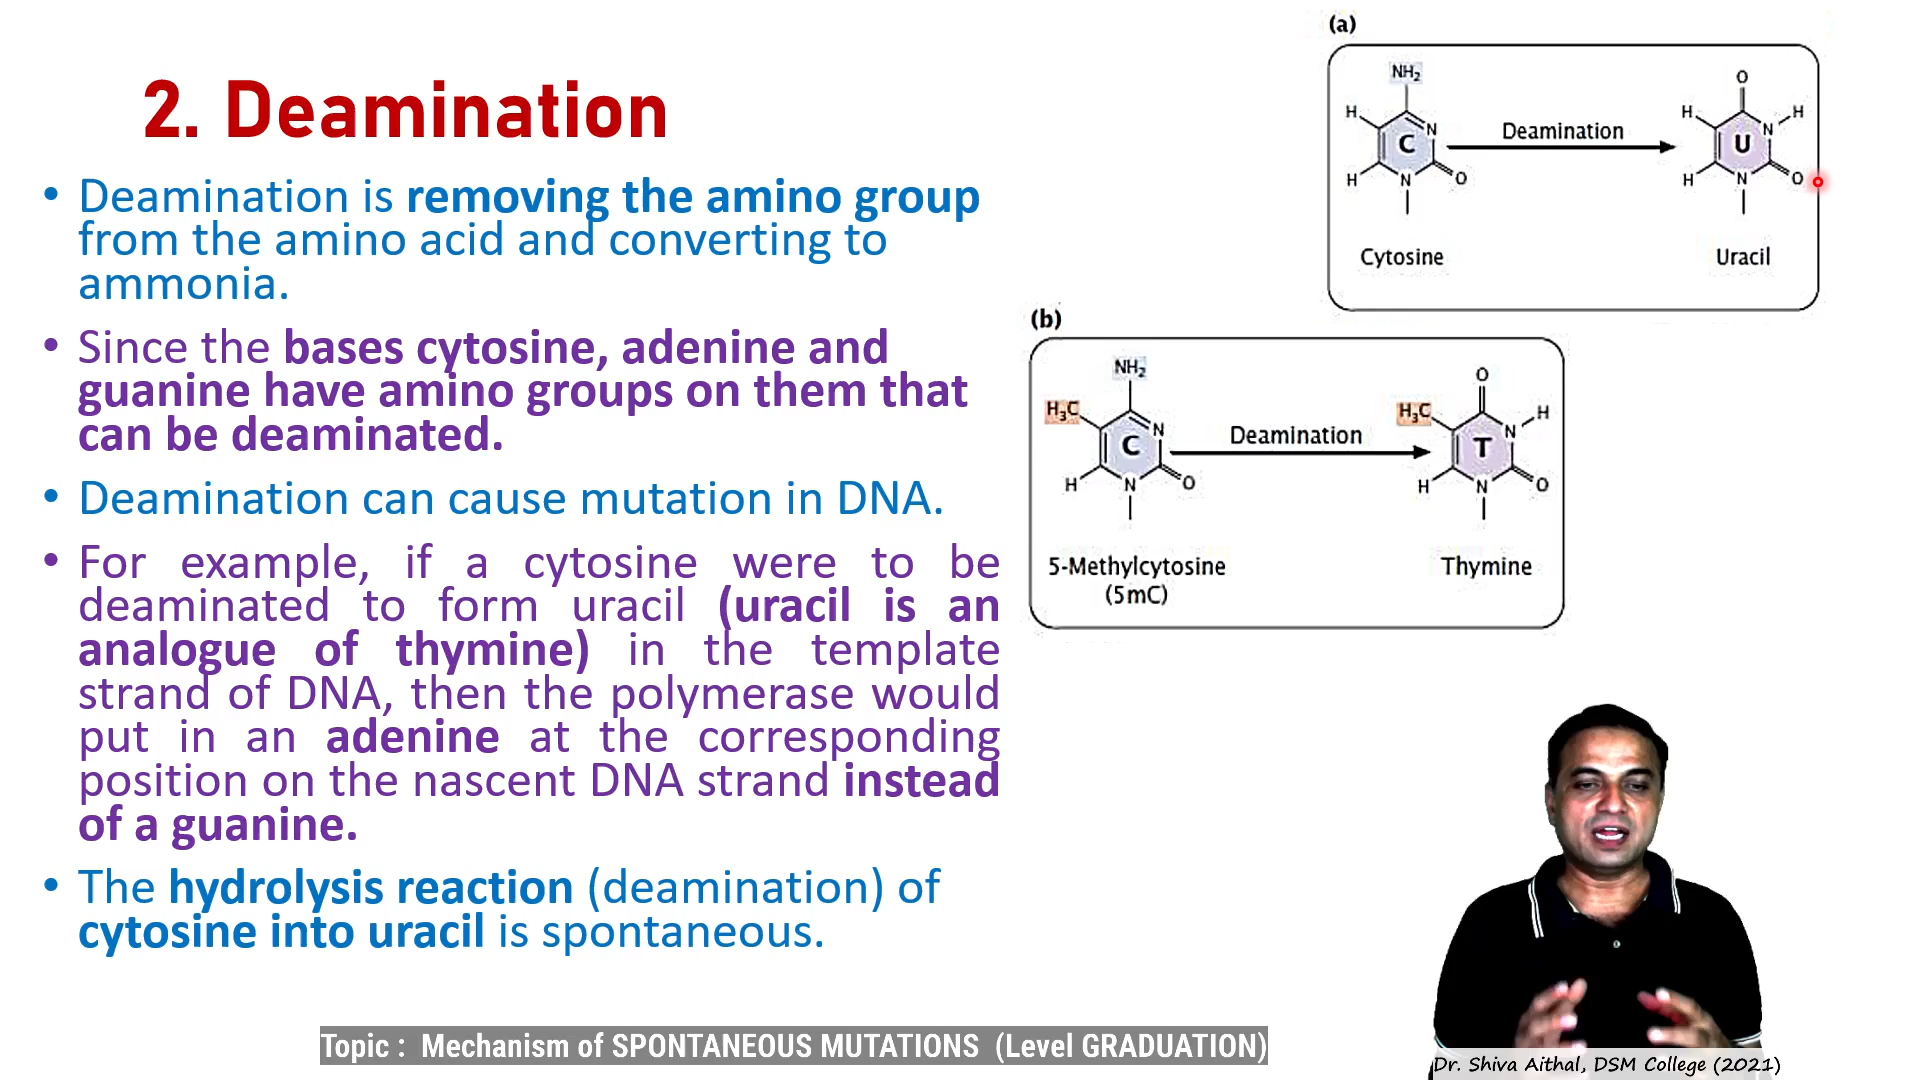 2. Deamination
• Deamination is removing the amino group
from the amino acid and converting to
ammonia.
• Since the bases cytosine, adenine and
guanine have amino groups on them that
can be deaminated.
• Deamination can cause mutation in DNA.
• For example, if a cytosine were to be
deaminated to form uracil (uracil is an
analogue of thymine) in the template
strand of DNA, then the polymerase would
put in an adenine at the corresponding
position on the nascent DNA strand instead
of a guanine.
• The hydrolysis reaction (deamination) of
cytosine into uracil is spontaneous.
(a)
NH₂
H
N
C
H
N
O
Deamination
O
H
N
H
U
H
N
O
Cytosine
Uracil
(b)
NH₂
H₃C
N
C
H
N
O
Deamination
O
H₃C
N
H
T
H
N
O
5-Methylcytosine
(5mC)
Thymine
Topic : Mechanism of SPONTANEOUS MUTATIONS (Level GRADUATION)
Dr. Shiva Aithal, DSM College (2021)